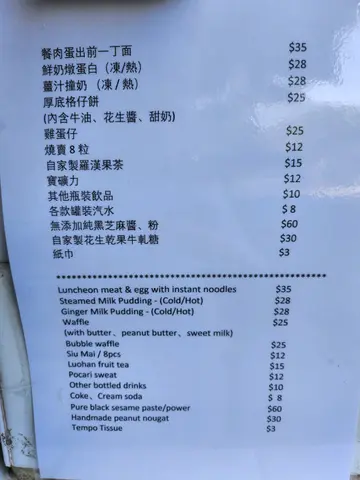 餐肉蛋出前一丁面 $35
鮮奶燉蛋白（凍/熱） $28
薑汁撞奶 （凍 / 熱） $28
厚底格仔餅 $25
(內含牛油、花生醬、甜奶)
雞蛋仔 $25
燒賣 8 粒 $12
自家製羅漢果茶 $15
寶礦力 $12
其他瓶裝飲品 $10
各款罐裝汽水 $ 8
無添加純黑芝麻醬、粉 $60
自家製花生乾果牛軋糖 $30
紙巾 $3
Luncheon meat & egg with instant noodles $35
Steamed Milk Pudding - (Cold/Hot) $28
Ginger Milk Pudding - (Cold/Hot) $28
Waffle $25
(with butter、peanut butter、sweet milk)
Bubble waffle $25
Siu Mai / 8pcs $12
Luohan fruit tea $15
Pocari sweat $12
Other bottled drinks $10
Coke、Cream soda $ 8
Pure black sesame paste/power $60
Handmade peanut nougat $30
Tempo Tissue $3